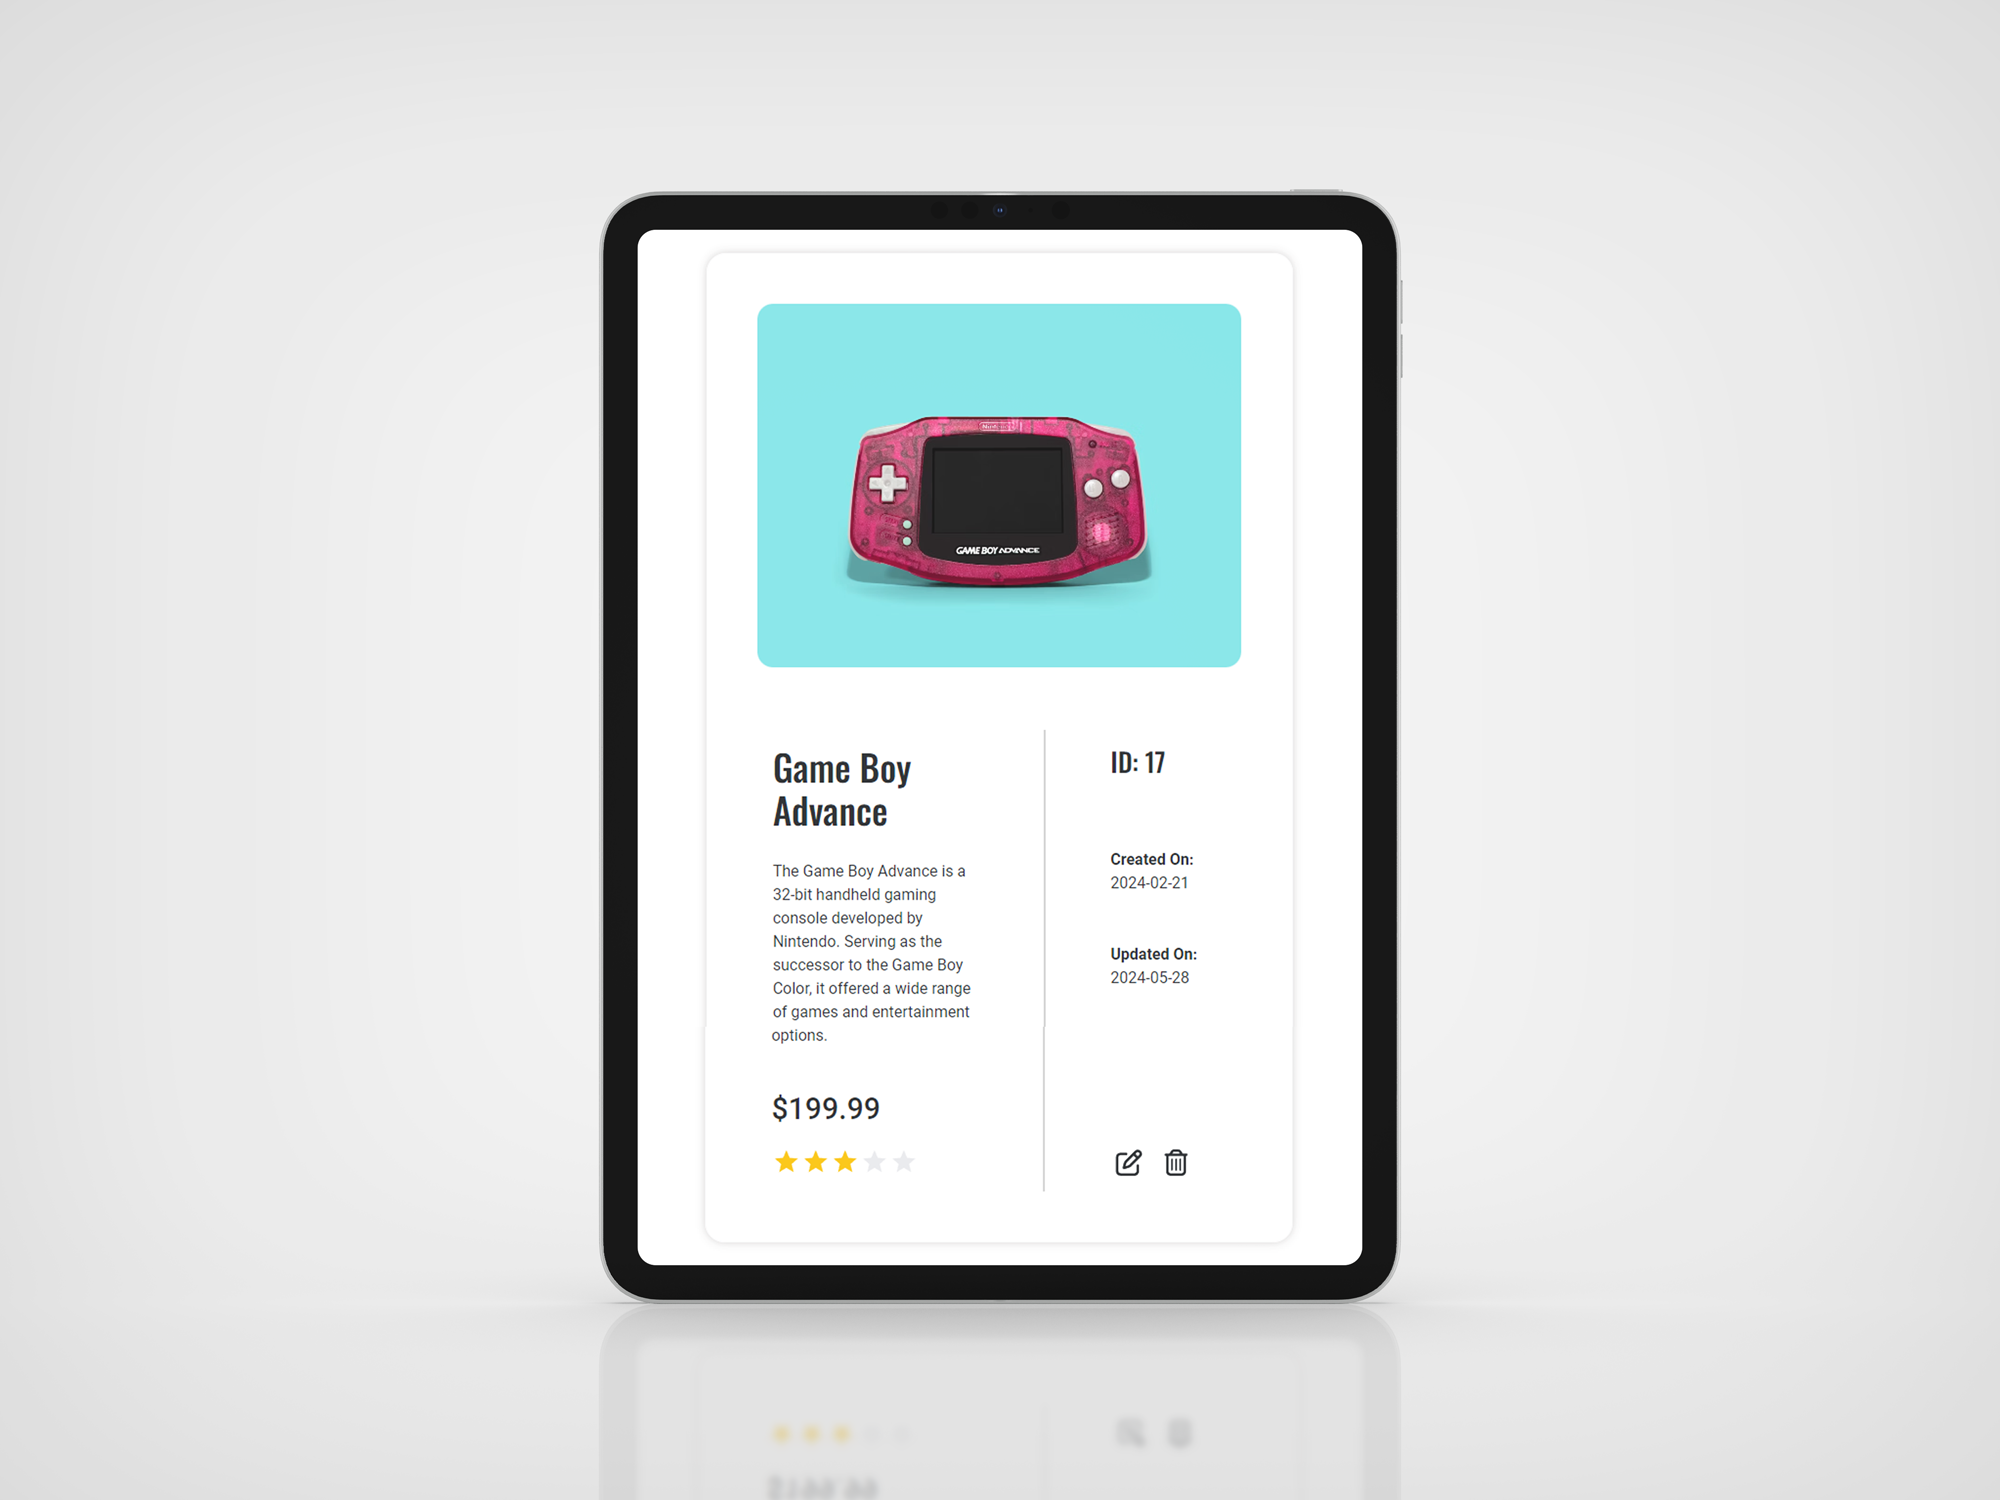 Nintendo
GAME BOY ADVANCE
Game Boy
Advance
The Game Boy Advance is a
32-bit handheld gaming
console developed by
Nintendo. Serving as the
successor to the Game Boy
Color, it offered a wide range
of games and entertainment
options.
$199.99
ID: 17
Created On:
2024-02-21
Updated On:
2024-05-28